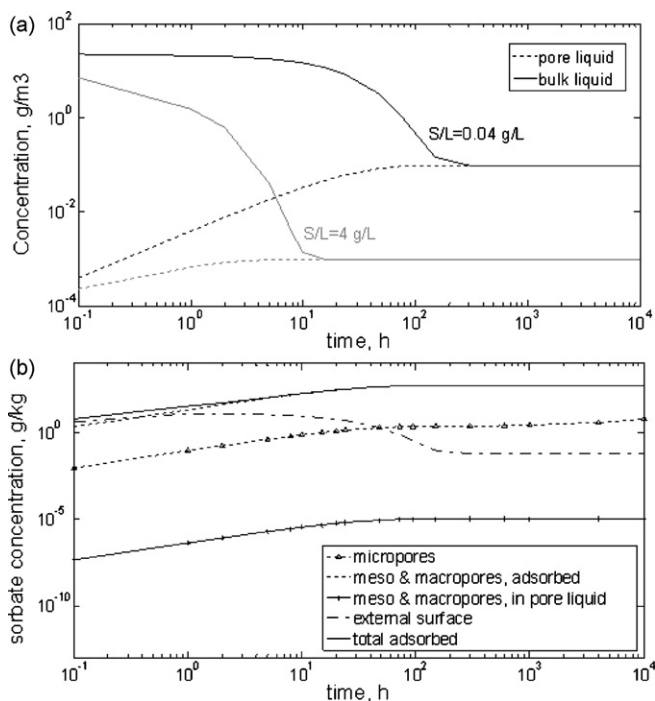 (a)
10^2
10^0
10^-2
10^-4
Concentration, g/m3
pore liquid
bulk liquid
S/L=0.04 g/L
S/L=4 g/L
10^-1 10^0 10^1 10^2 10^3 10^4
time, h
(b)
10^0
10^-5
10^-10
sorbate concentration, g/kg
micropores
meso & macropores, adsorbed
meso & macropores, in pore liquid
external surface
total adsorbed
10^-1 10^0 10^1 10^2 10^3 10^4
time, h